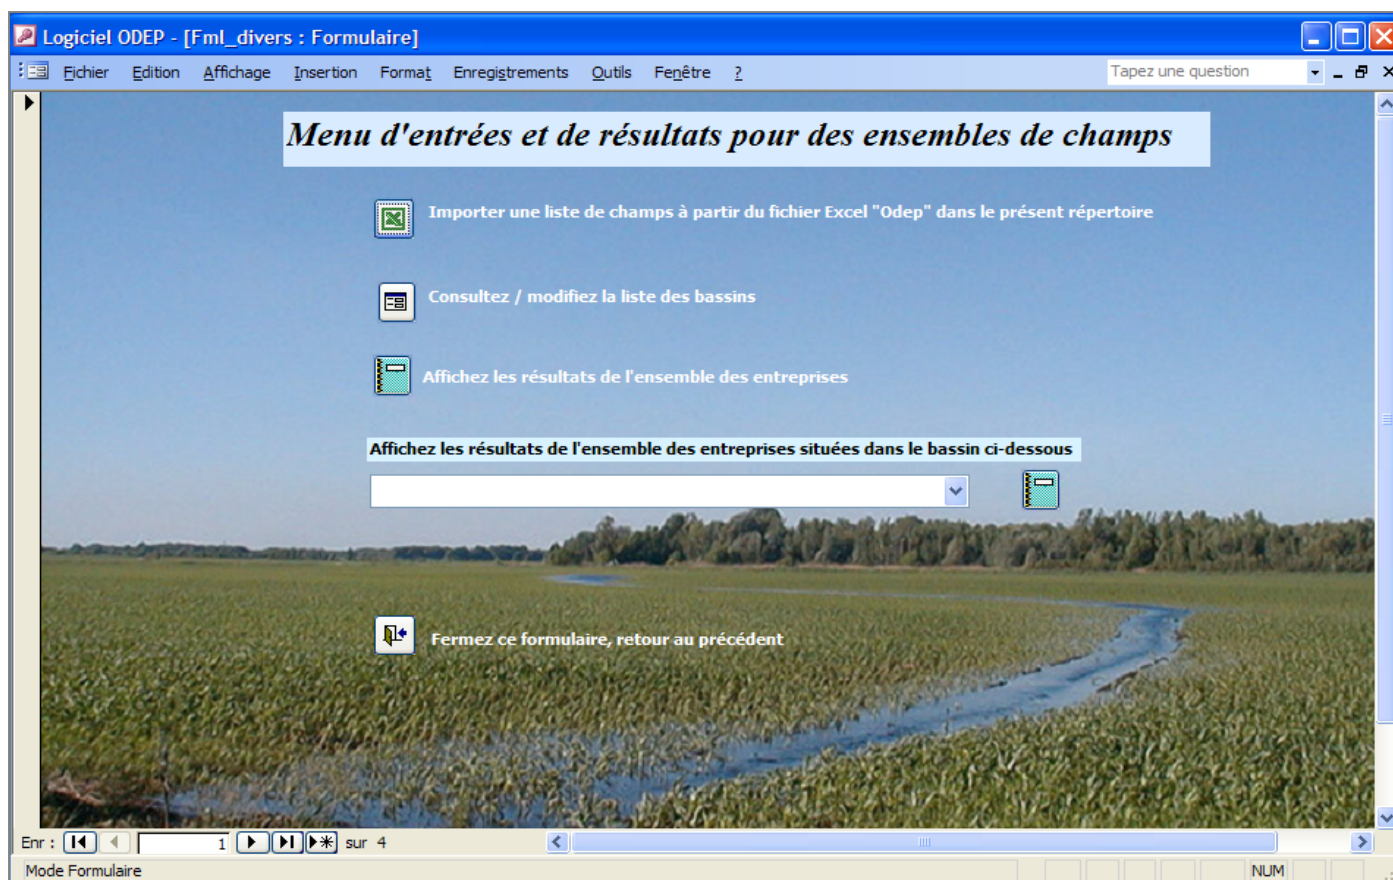 Logiciel ODEP - [Fml_divers : Formulaire]
Fichier Edition Affichage Insertion Format Enregistrements Outils Fenêtre ? Tapez une question
Menu d'entrées et de résultats pour des ensembles de champs
Importer une liste de champs à partir du fichier Excel "Odep" dans le présent répertoire
Consultez / modifiez la liste des bassins
Affichez les résultats de l'ensemble des entreprises
Affichez les résultats de l'ensemble des entreprises situées dans le bassin ci-dessous
Fermez ce formulaire, retour au précédent
Enr : 1 sur 4
Mode Formulaire NUM